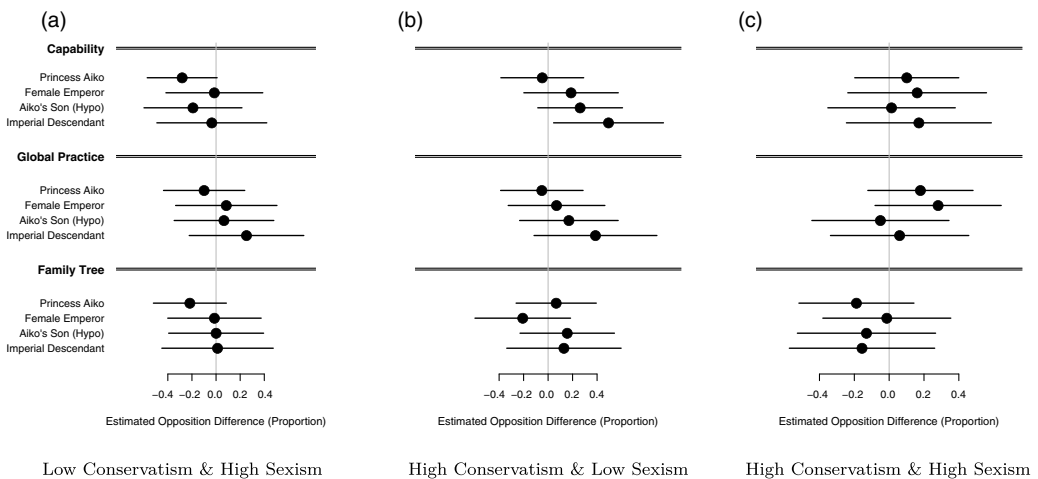 (a)
(b)
(c)
Capability
Princess Aiko
Female Emperor
Aiko's Son (Hypo)
Imperial Descendant
Global Practice
Princess Aiko
Female Emperor
Aiko's Son (Hypo)
Imperial Descendant
Family Tree
Princess Aiko
Female Emperor
Aiko's Son (Hypo)
Imperial Descendant
−0.4 −0.2 0.0 0.2 0.4
−0.4 −0.2 0.0 0.2 0.4
−0.4 −0.2 0.0 0.2 0.4
Estimated Opposition Difference (Proportion)
Estimated Opposition Difference (Proportion)
Estimated Opposition Difference (Proportion)
Low Conservatism & High Sexism
High Conservatism & Low Sexism
High Conservatism & High Sexism